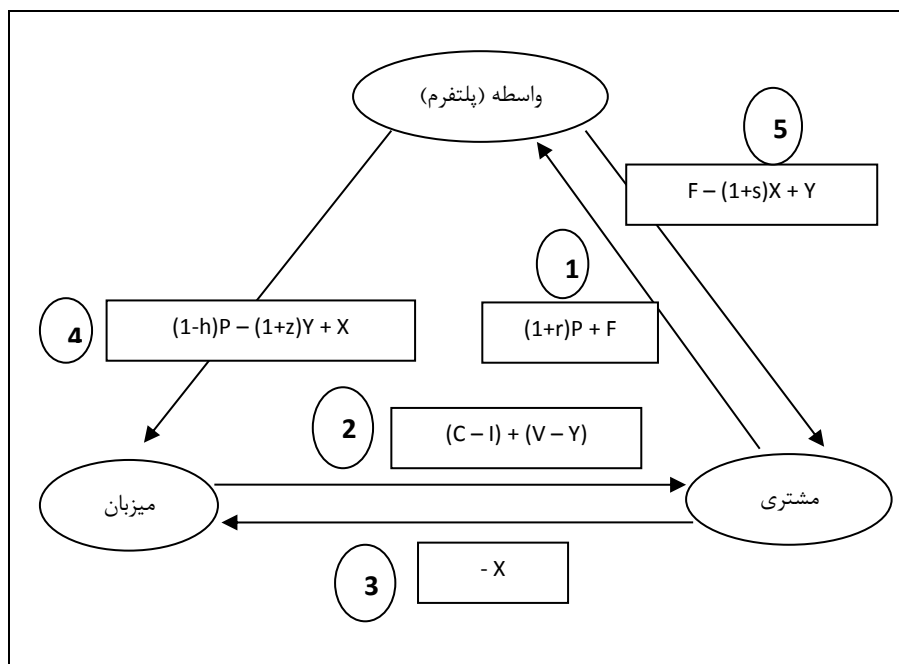 واسطه (پلتفرم)
5
F – (1+s)X + Y
1
(1+r)P + F
4
(1-h)P – (1+z)Y + X
2
(C – I) + (V – Y)
میزبان
مشتری
3
- X